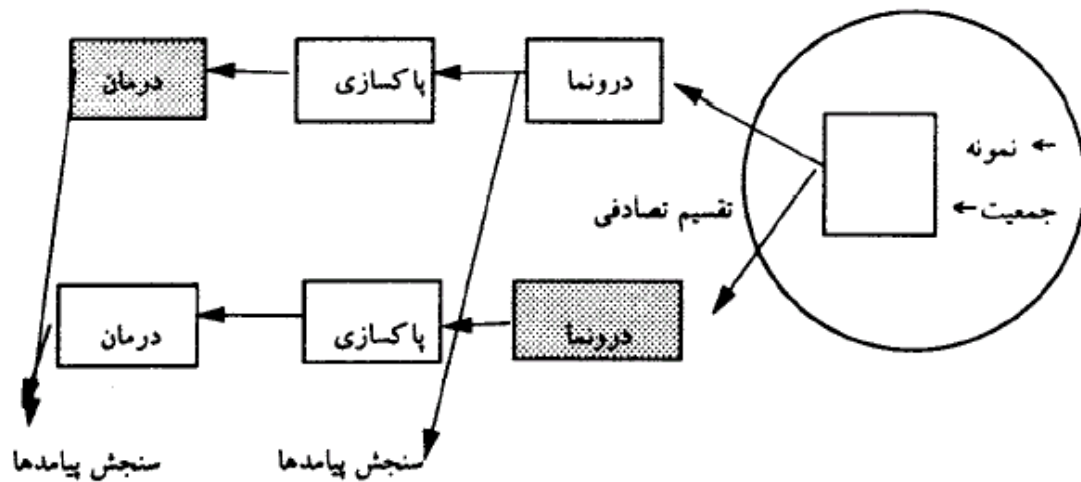 نمونه
جمعیت
تقسیم تصادفی
درونما
پاکسازی
درمان
درونما
پاکسازی
درمان
سنجش پیامدها
سنجش پیامدها